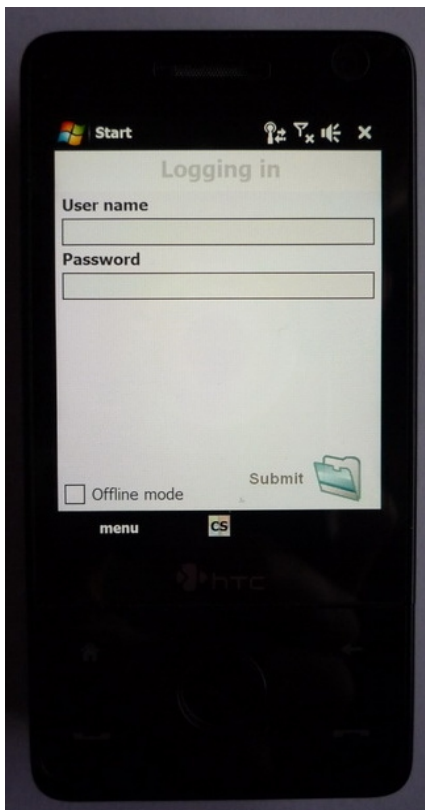 Start
Logging in
User name
Password
Submit
Offline mode
menu CS
htc